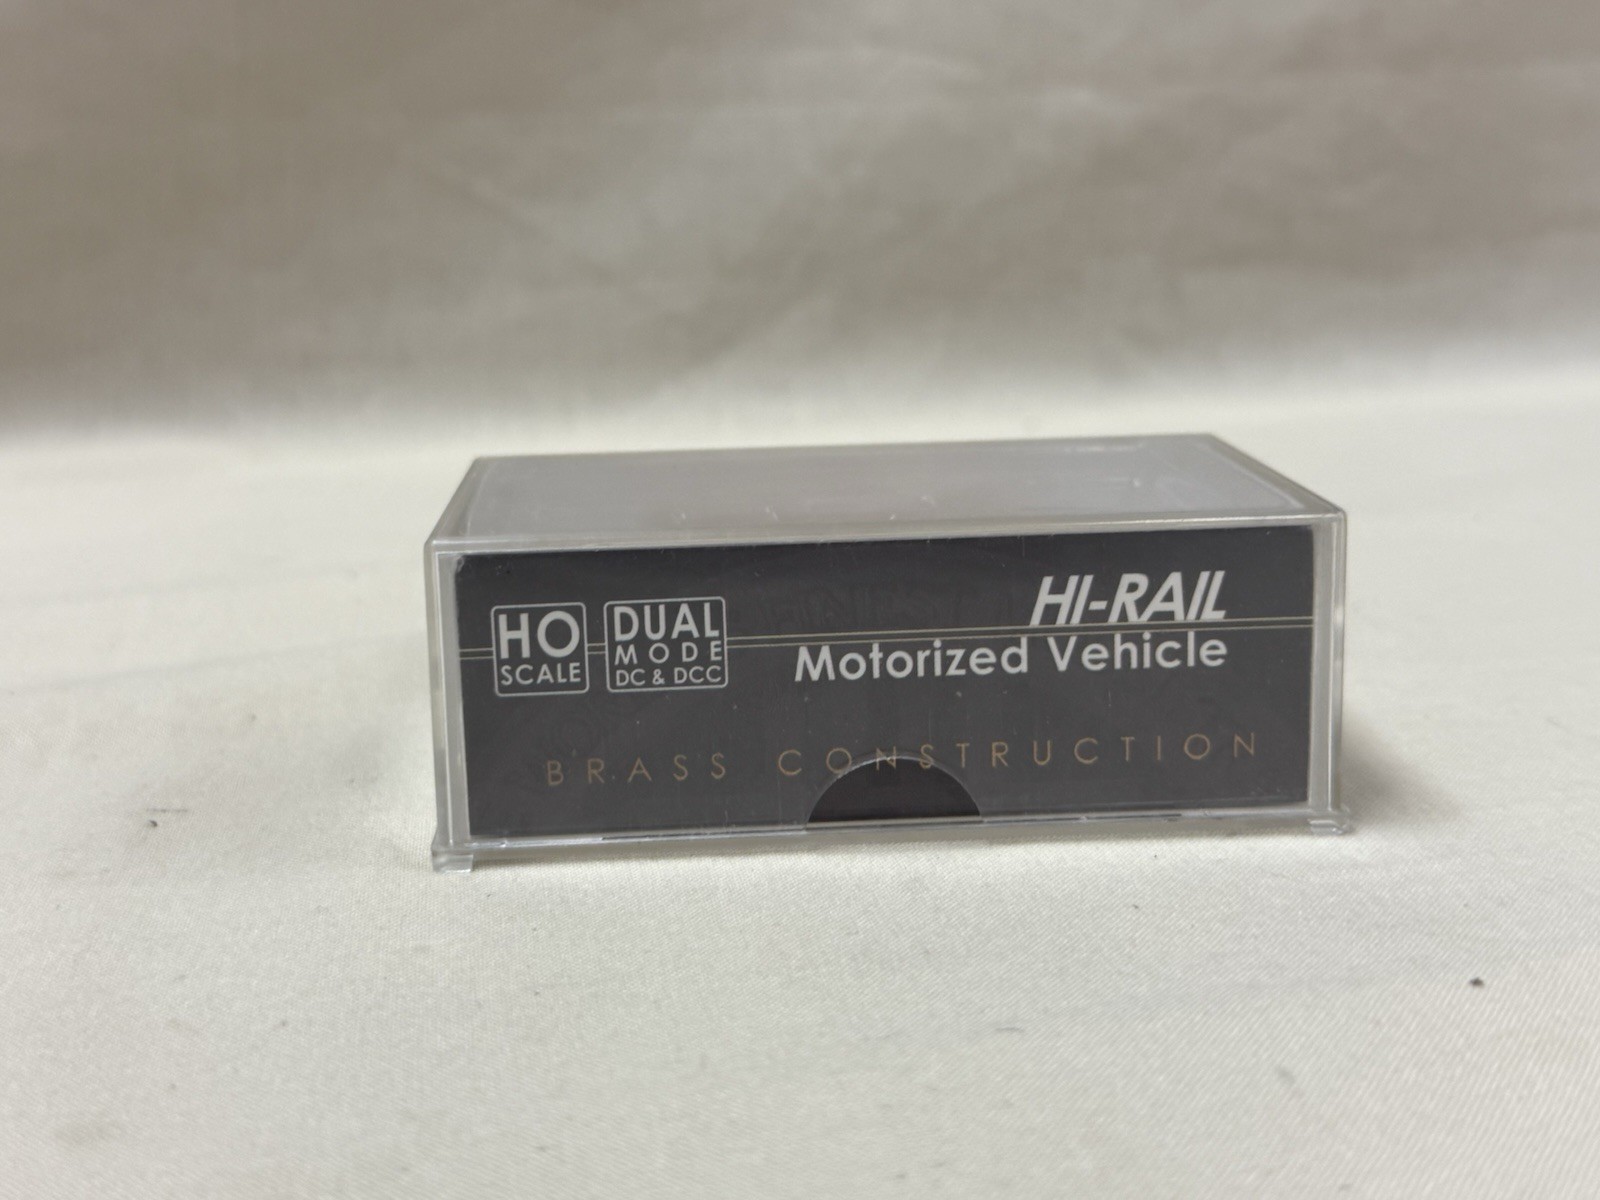 HO
SCALE
DUAL
MODE
DC & DCC
HI-RAIL
Motorized Vehicle
BRASS CONSTRUCTION